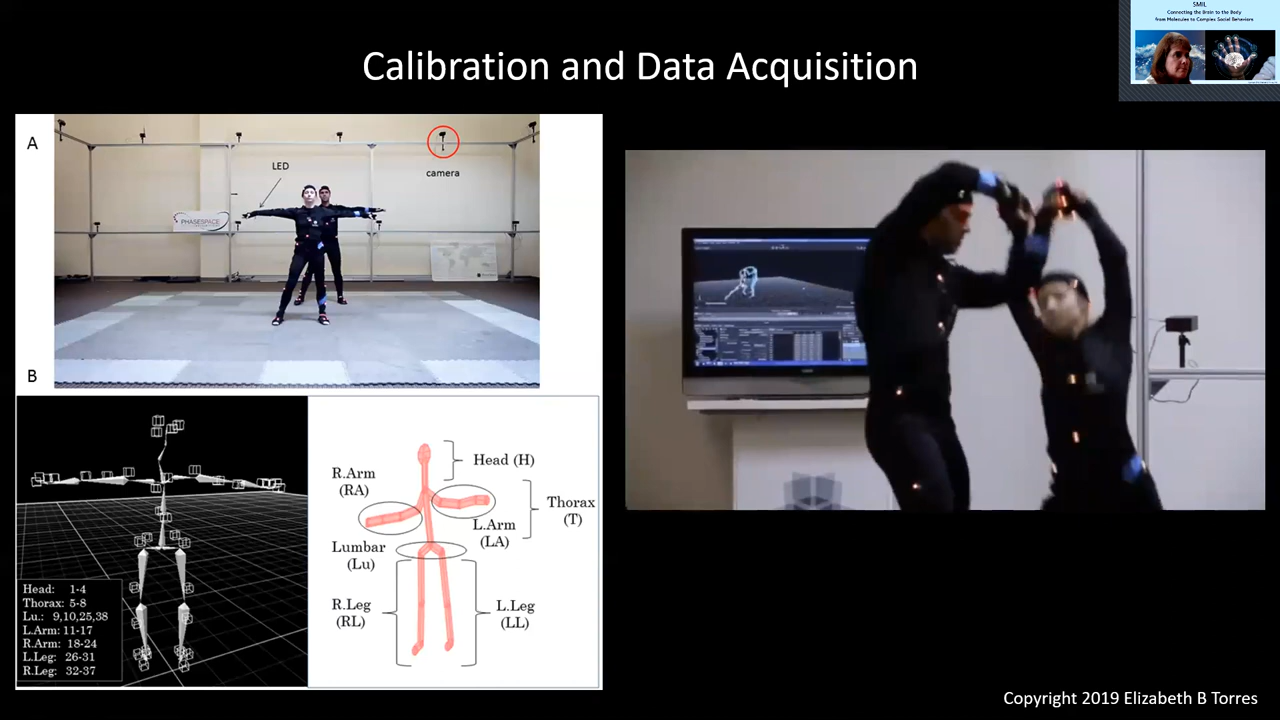 SMIL
Connecting the Brain to the Body
from Molecules to Complex Social Behaviors
Calibration and Data Acquisition
A
LED
camera
PHASESPACE
B
Head: 1-4
Thorax: 5-8
Lu.: 9,10,25,38
L.Arm: 11-17
R.Arm: 18-24
L.Leg: 26-31
R.Leg: 32-37
Head (H)
R.Arm
(RA)
Thorax
(T)
L.Arm
(LA)
Lumbar
(Lu)
R.Leg
(RL)
L.Leg
(LL)
Copyright 2019 Elizabeth B Torres